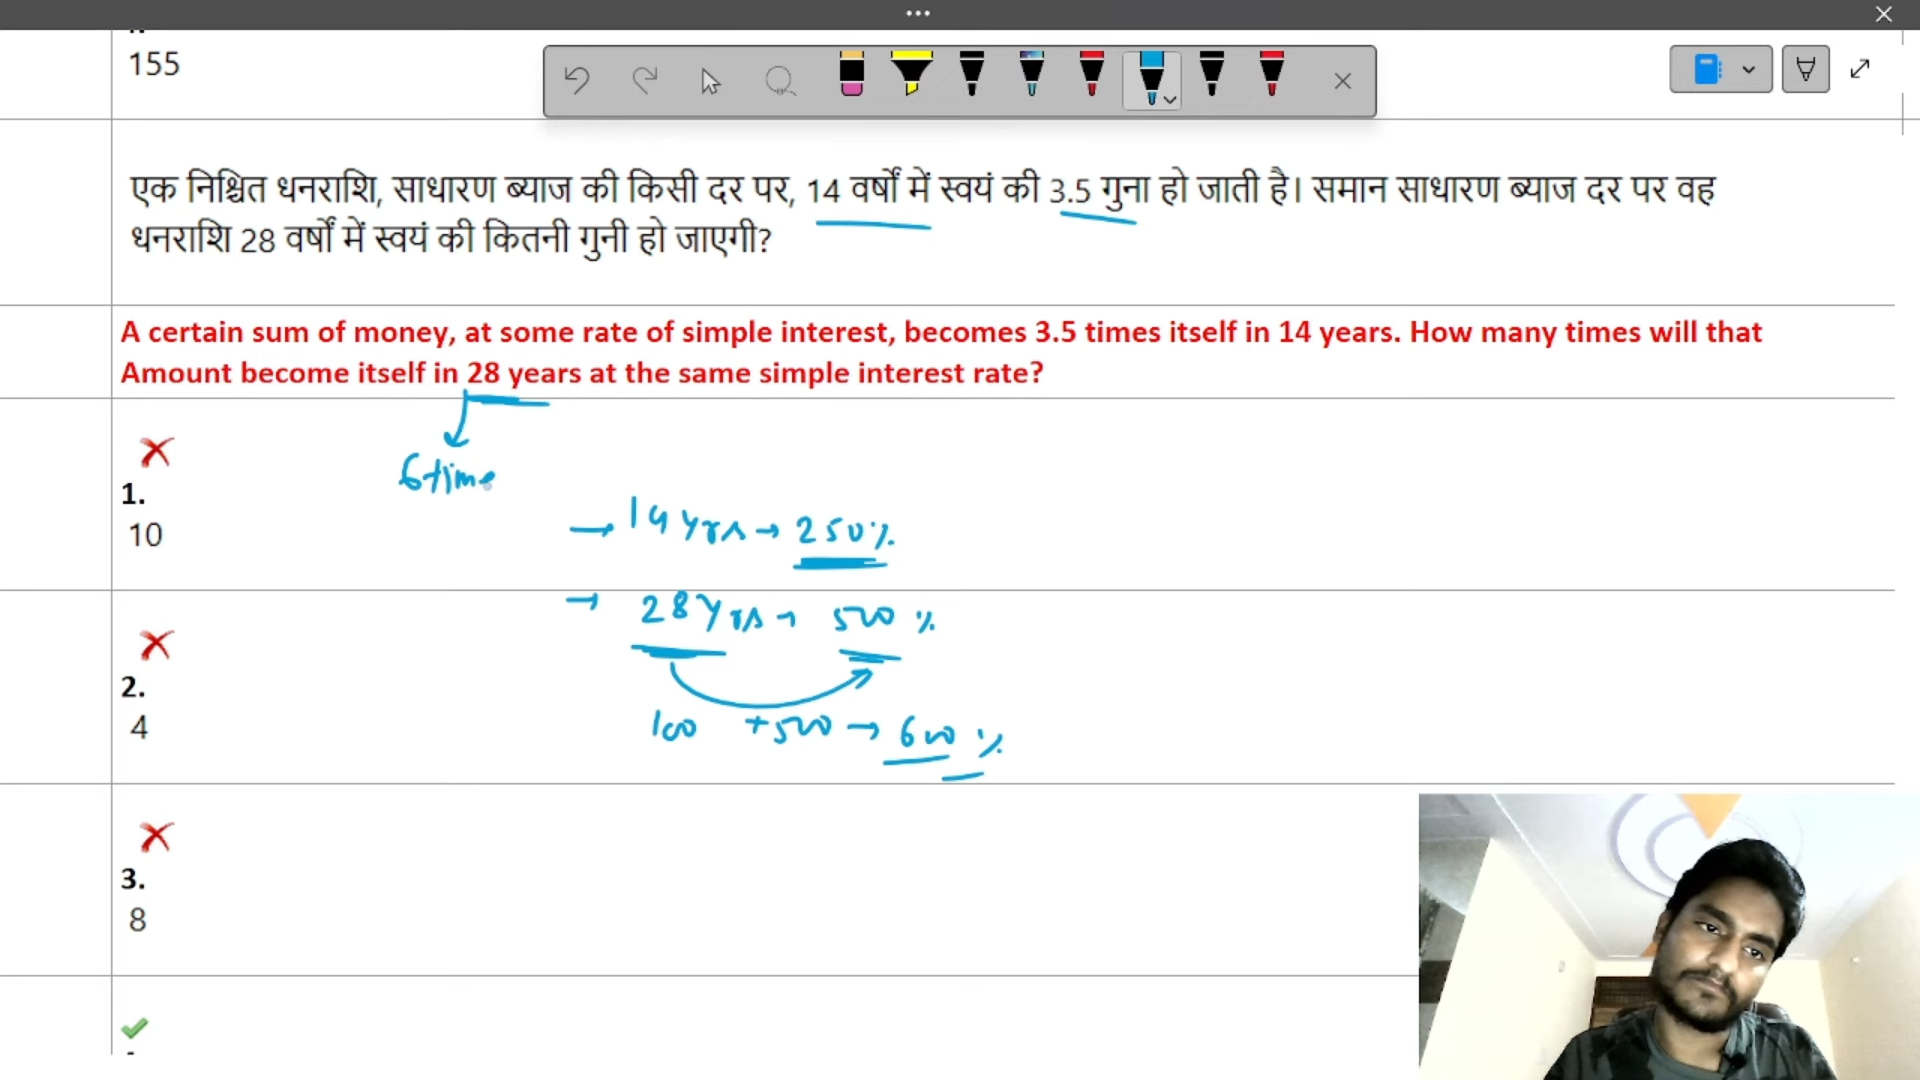 155
एक निश्चित धनराशि, साधारण ब्याज की किसी दर पर, 14 वर्षों में स्वयं की 3.5 गुना हो जाती है। समान साधारण ब्याज दर पर वह
धनराशि 28 वर्षों में स्वयं की कितनी गुनी हो जाएगी?
A certain sum of money, at some rate of simple interest, becomes 3.5 times itself in 14 years. How many times will that
Amount become itself in 28 years at the same simple interest rate?
6 time
1.
→ 14 yrs → 250%
10
→ 28 yrs → 500 %
2.
4
100 +500 → 600 %
3.
8